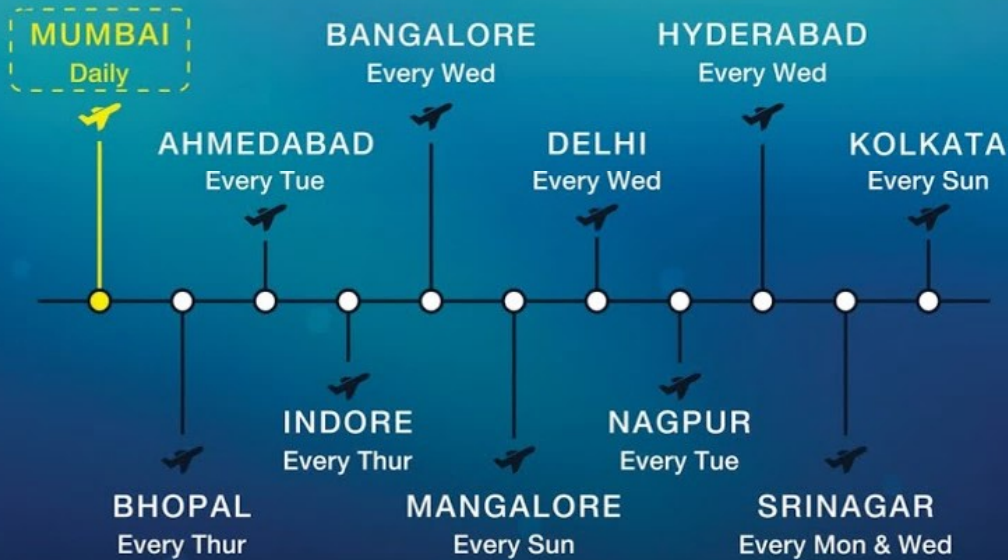 MUMBAI
Daily
BANGALORE
Every Wed
HYDERABAD
Every Wed
AHMEDABAD
Every Tue
DELHI
Every Wed
KOLKATA
Every Sun
INDORE
Every Thur
NAGPUR
Every Tue
BHOPAL
Every Thur
MANGALORE
Every Sun
SRINAGAR
Every Mon & Wed